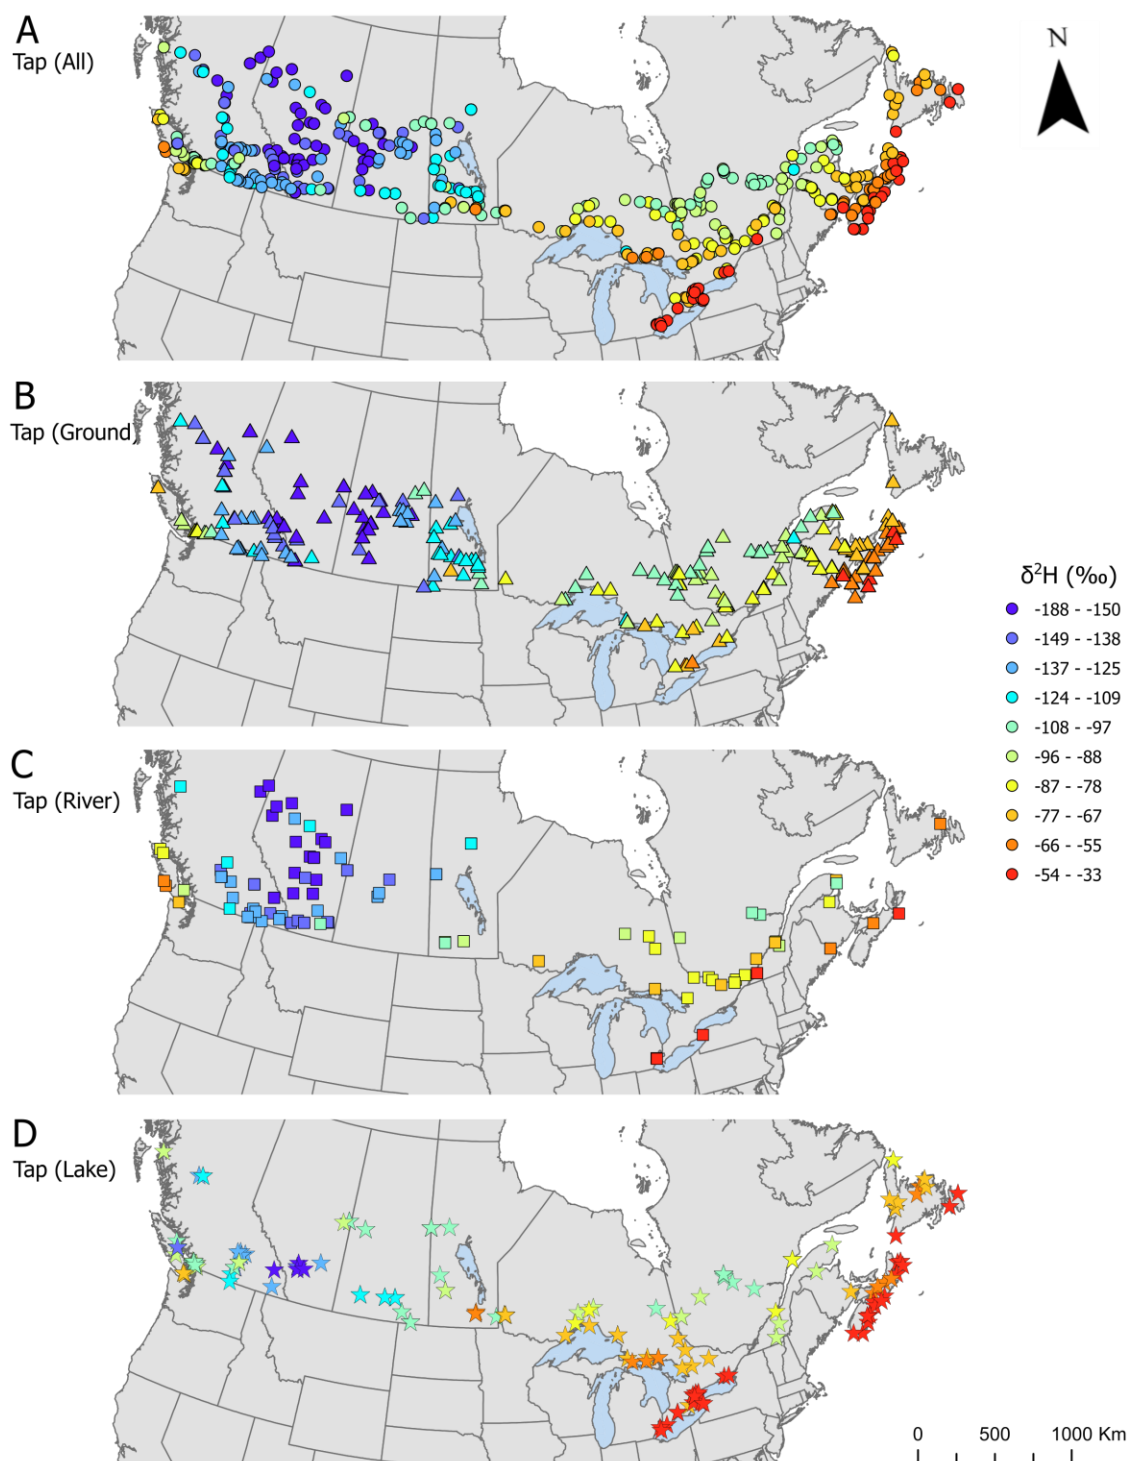 A
Tap (All)
N
B
Tap (Ground)
δ²H (‰)
-188 - -150
-149 - -138
-137 - -125
-124 - -109
-108 - -97
-96 - -88
-87 - -78
-77 - -67
-66 - -55
-54 - -33
C
Tap (River)
D
Tap (Lake)
0 500 1000 Km